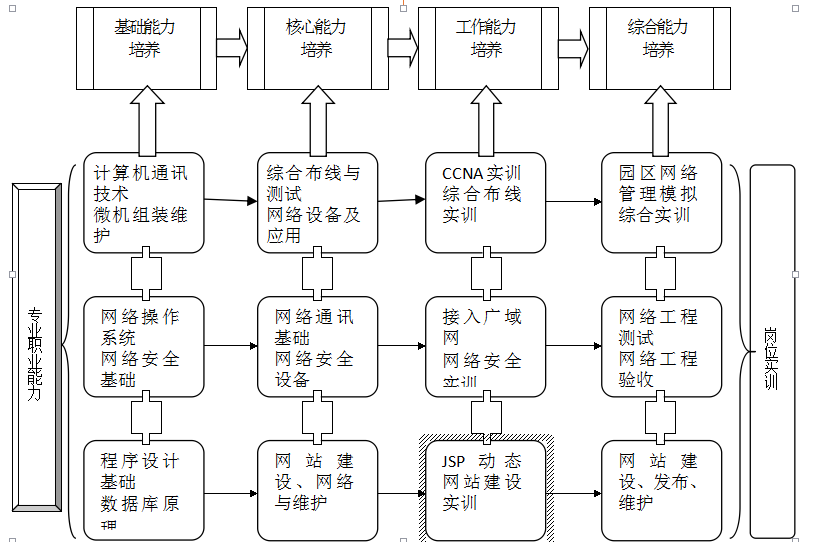 基础能力
培养
核心能力
培养
工作能力
培养
综合能力
培养
计算机通讯
技术
微机组装维
护
综合布线与
测试
网络设备及
应用
CCNA实训
综合布线
实训
园区网络
管理模拟
综合实训
专业职业能力
网络操作
系统
网络安全
基础
网络通讯
基础
网络安全
设备
接入广域
网
网络安全
实训
网络工程
测试
网络工程
验收
岗位实训
程序设计
基础
数据库原
理
网站建
设、网络
与维护
JSP 动态
网站建设
实训
网站建
设、发布、
维护